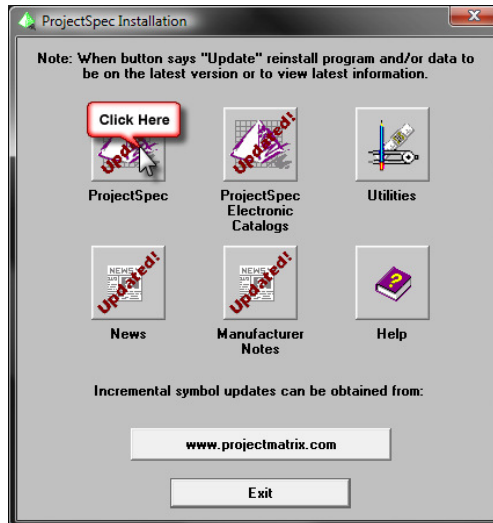 ProjectSpec Installation
Note: When button says "Update" reinstall program and/or data to
be on the latest version or to view latest information.
Click Here
Updated!
Updated!
ProjectSpec
ProjectSpec
Electronic
Catalogs
Utilities
NEWS
Updated!
NEWS
Updated!
News
Manufacturer
Notes
Help
Incremental symbol updates can be obtained from:
www.projectmatrix.com
Exit